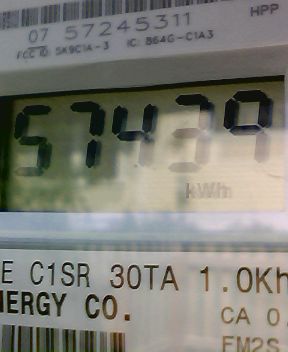 HPP
07 57245311
FCC ID: SK9C1A-3 IC: 864G-C1A3
57439
kWh
E C1SR 30TA 1.0Kh
NERGY CO.
CA 0.
FM2S